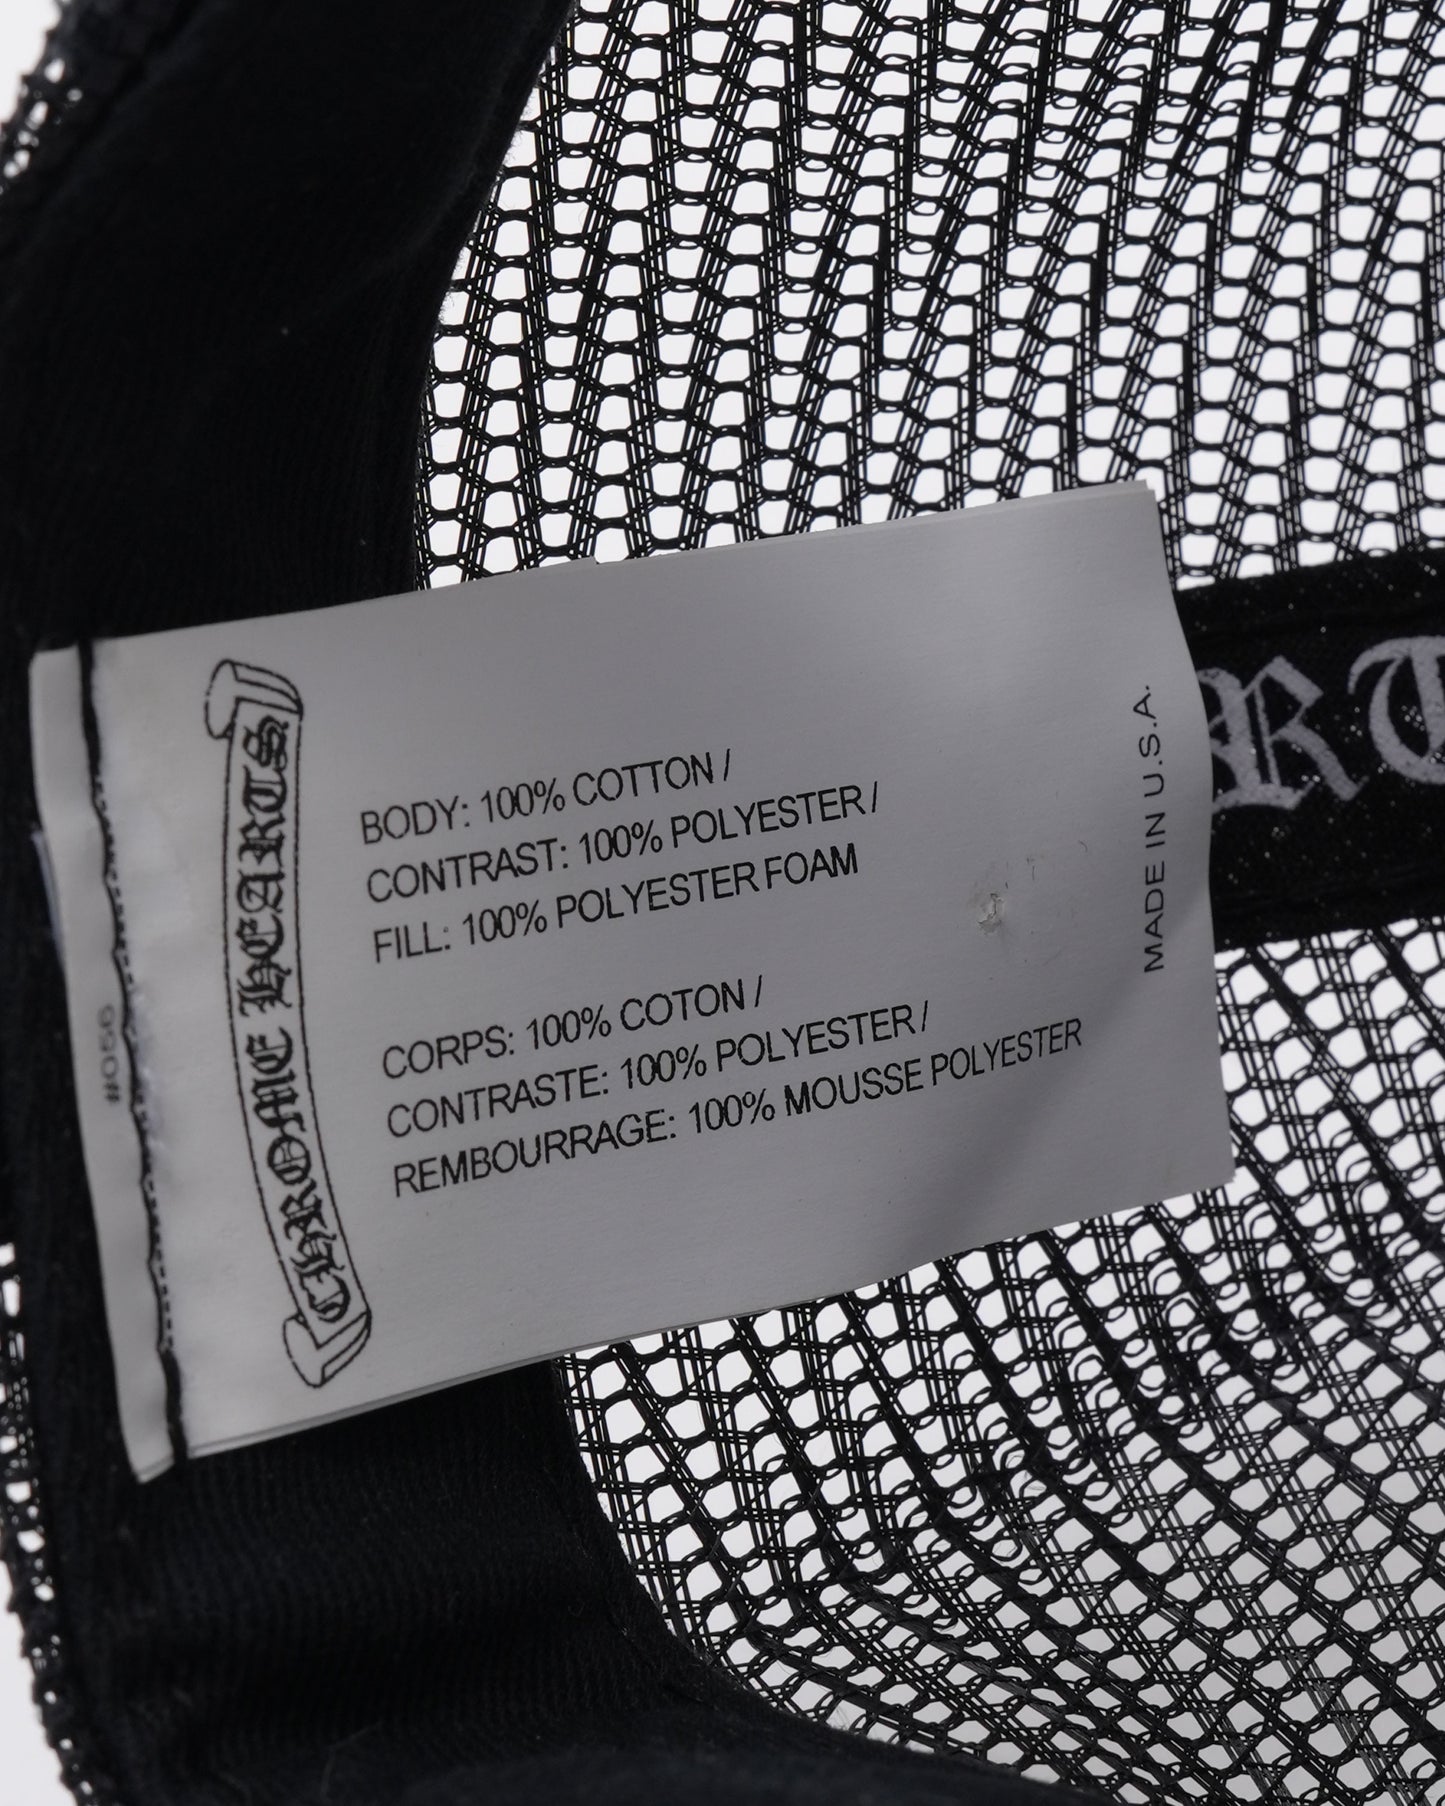 CHROME HEARTS
BODY: 100% COTTON /
CONTRAST: 100% POLYESTER /
FILL: 100% POLYESTER FOAM
CORPS: 100% COTON /
CONTRASTE: 100% POLYESTER /
REMBOURRAGE: 100% MOUSSE POLYESTER
MADE IN U.S.A.
#056
RT